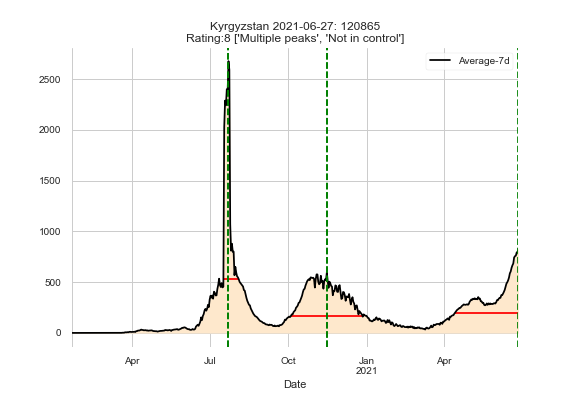 Kyrgyzstan 2021-06-27: 120865
Rating:8 ['Multiple peaks', 'Not in control']
Average-7d
2500
2000
1500
1000
500
0
Apr Jul Oct Jan Apr
2021
Date